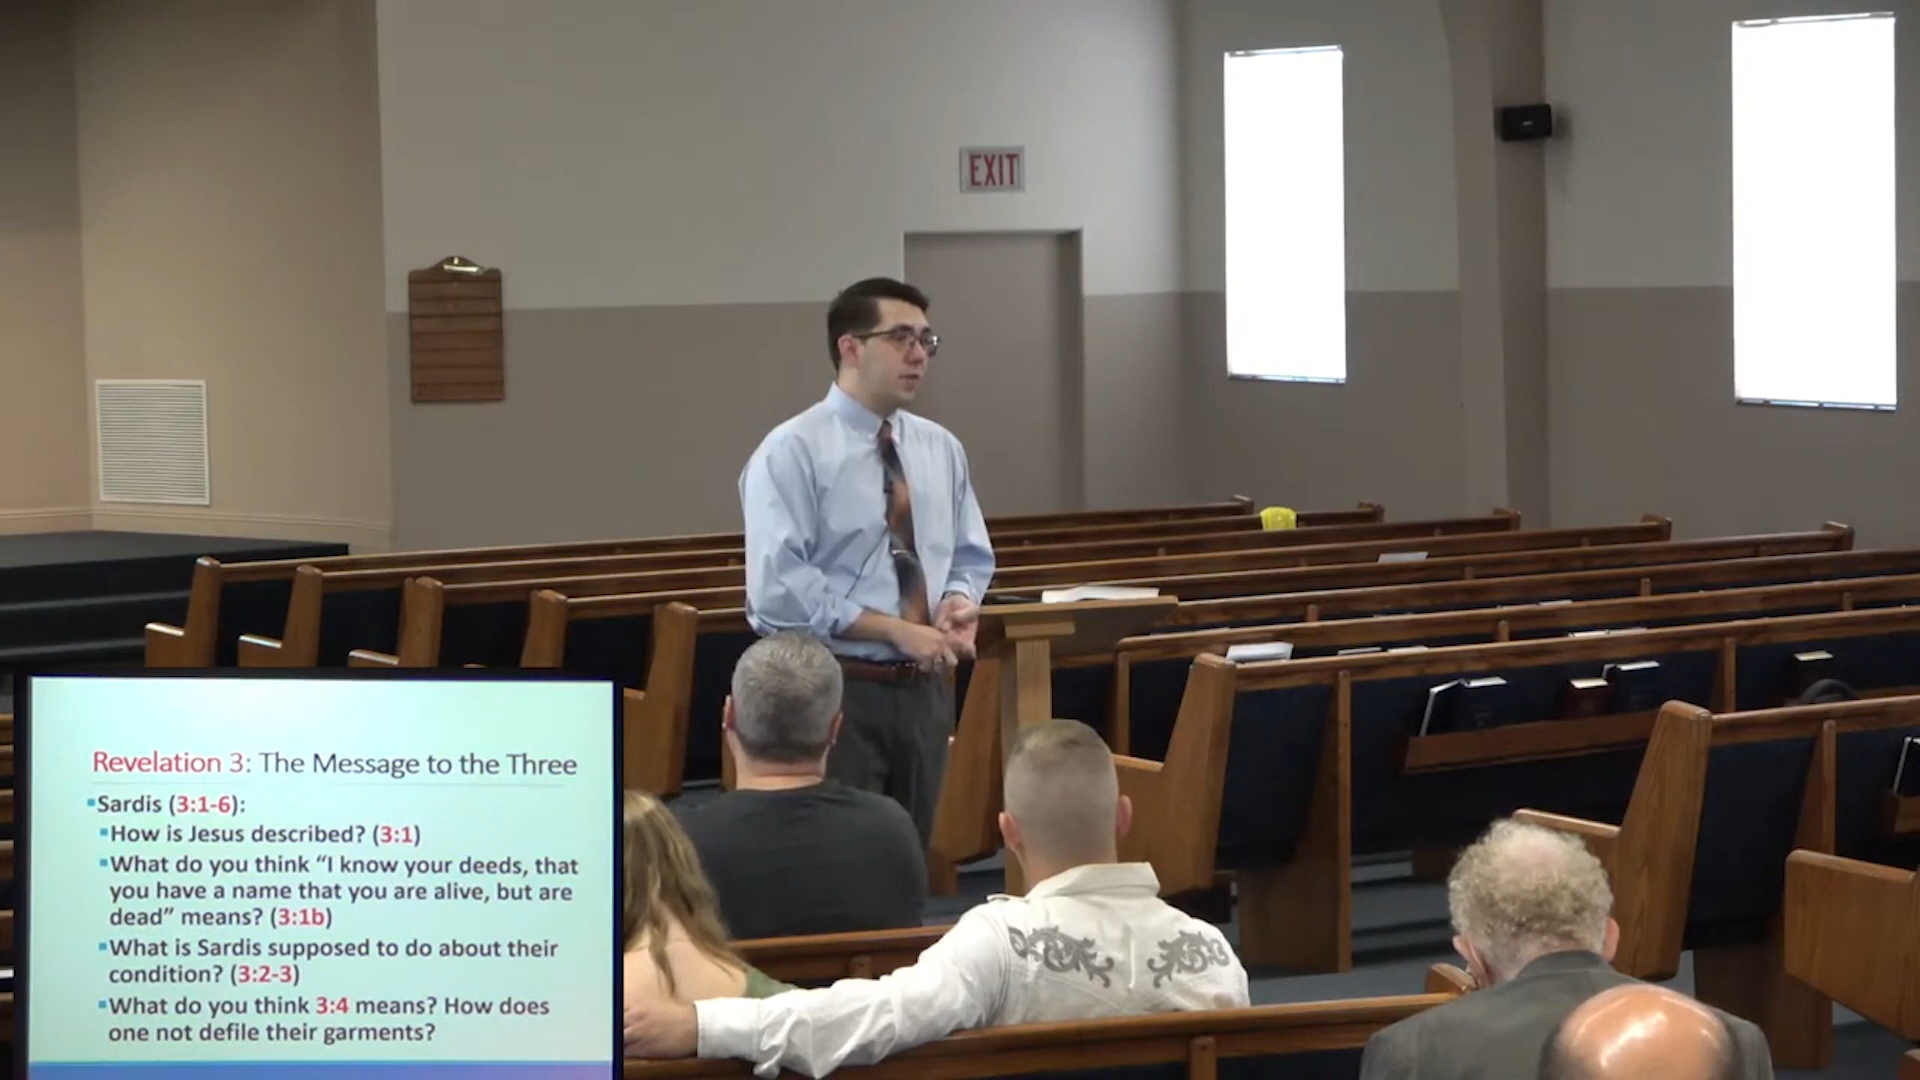 EXIT
Revelation 3: The Message to the Three
Sardis (3:1-6):
How is Jesus described? (3:1)
What do you think “I know your deeds, that
you have a name that you are alive, but are
dead” means? (3:1b)
What is Sardis supposed to do about their
condition? (3:2-3)
What do you think 3:4 means? How does
one not defile their garments?